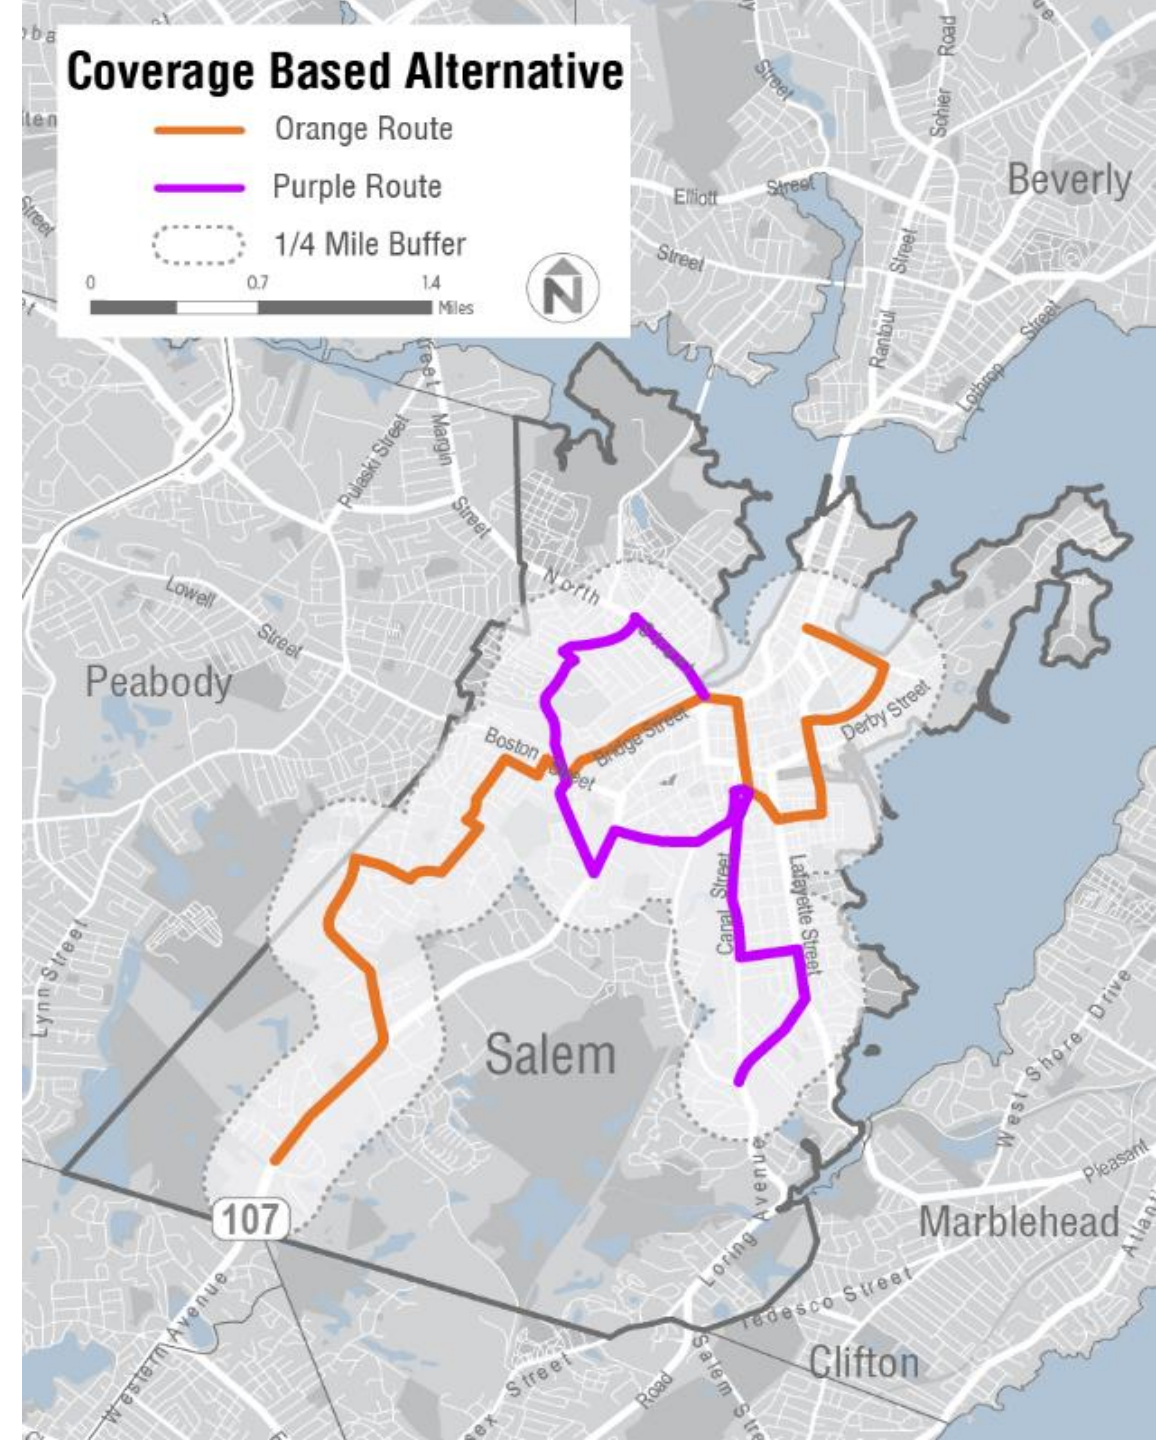 Coverage Based Alternative
Orange Route
Purple Route
1/4 Mile Buffer
0 0.7 1.4
Miles
N
Street
Sohier Road
Beverly
Elliott Street
Street
Street
Rantoul
Street
Lothrop
Street
Margin
Pulaski Street
Street
North
Street
Lowell
Street
Peabody
Boston
Street
Bridge Street
Derby Street
Canal Street
Lafayette Street
Lynn Street
Salem
West Shore Drive
Pleasant
107
Marblehead
Loring Avenue
Tedesco Street
Western Avenue
Clifton
Street
Road
Salem